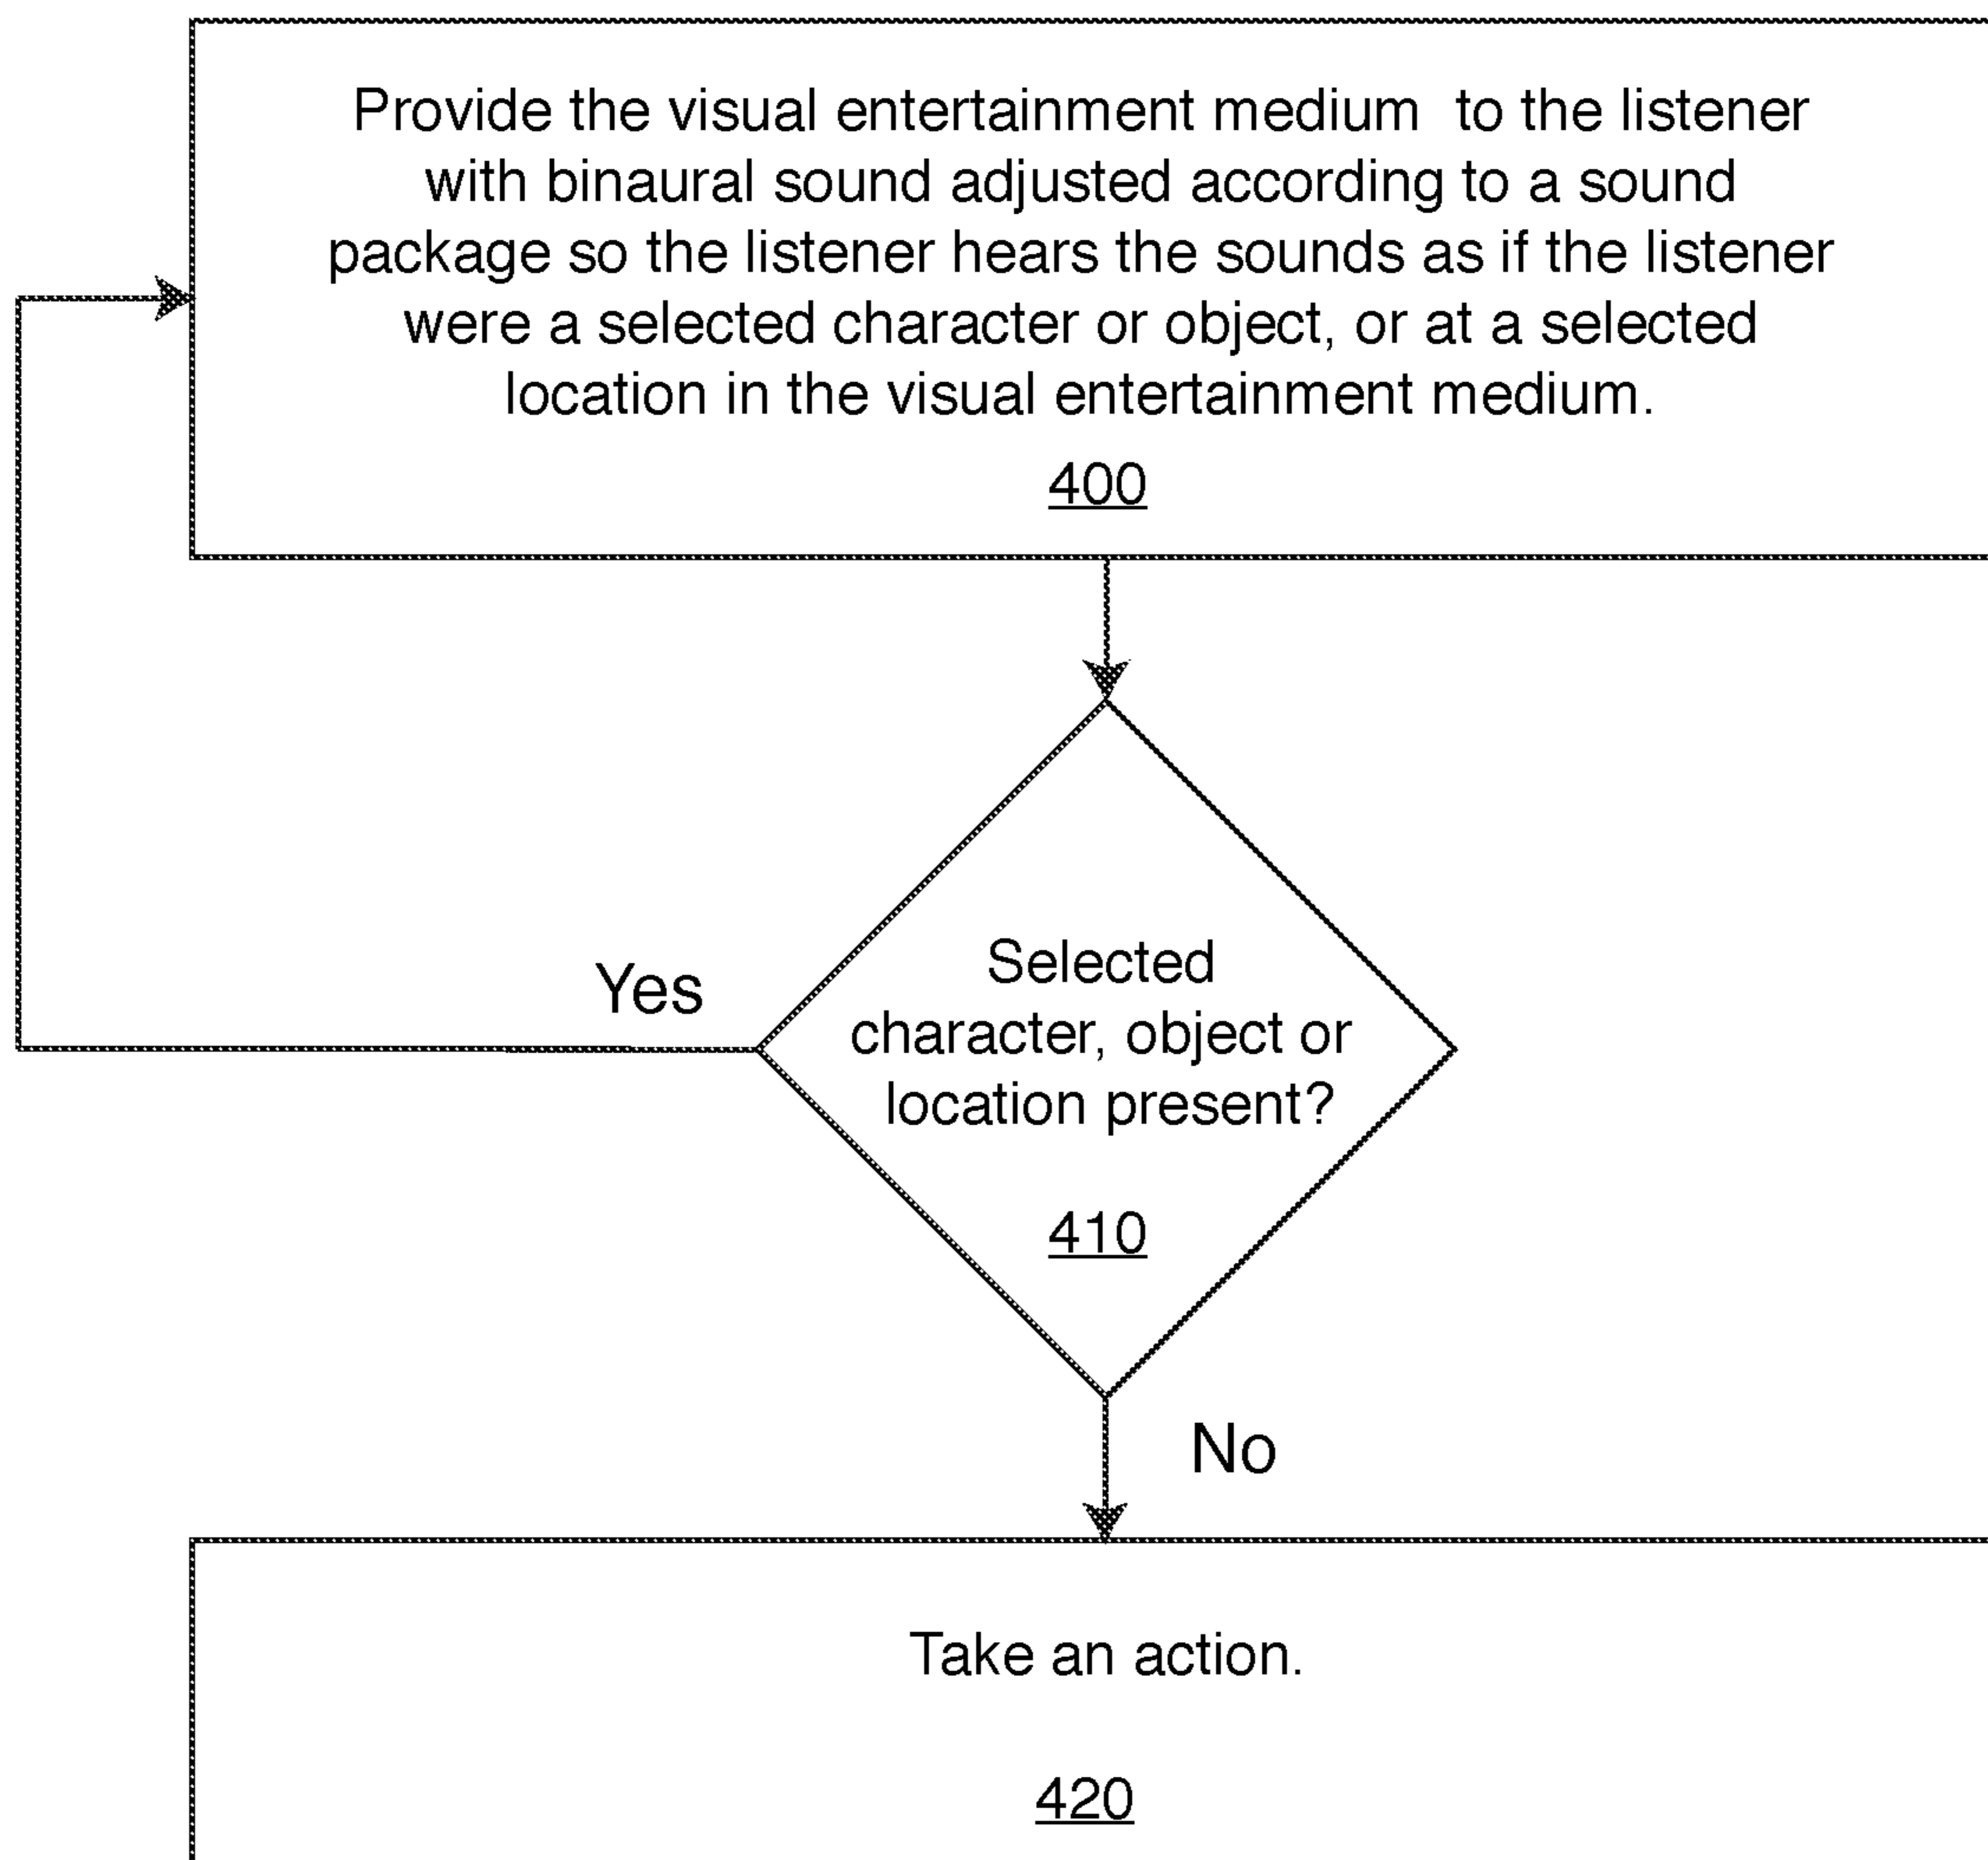 Provide the visual entertainment medium to the listener
with binaural sound adjusted according to a sound
package so the listener hears the sounds as if the listener
were a selected character or object, or at a selected
location in the visual entertainment medium.
400
Selected
character, object or
location present?
410
Yes
No
Take an action.
420